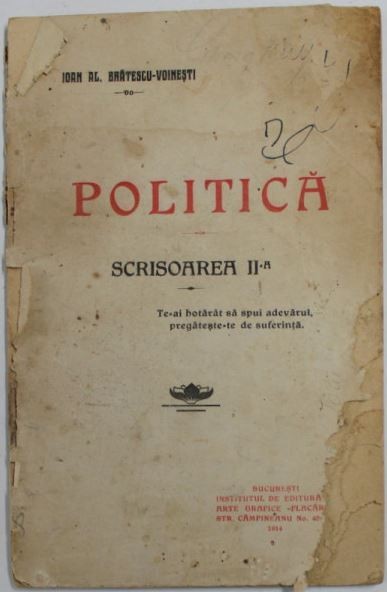 IOAN AL. BRĂTESCU-VOINEȘTI
POLITICĂ
SCRISOAREA II-A
Te-ai hotărât să spui adevărul,
pregătește-te de suferință.
BUCUREȘTI
INSTITUTUL DE EDITURĂ
ARTE GRAFICE «FLACĂR
STR. CÂMPINEANU No. 40
1914